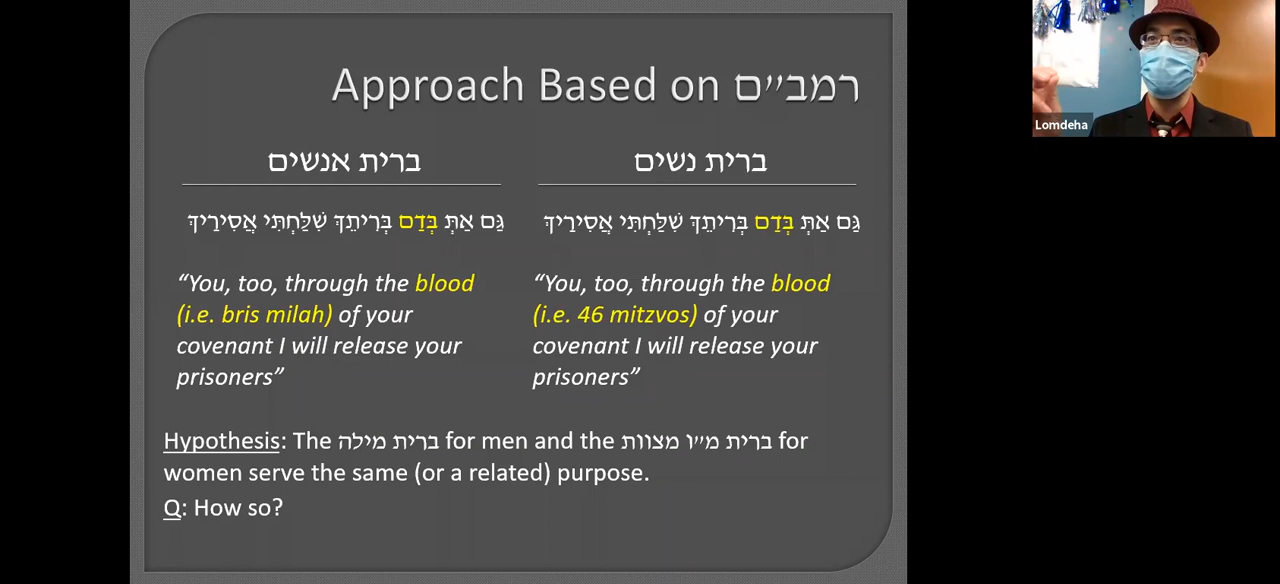 Approach Based on רמב״ם
ברית אנשים
ברית נשים
גַּם אַתְּ בְּדַם בְּרִיתֵךְ שִׁלַּחְתִּי אֲסִירַיִךְ
גַּם אַתְּ בְּדַם בְּרִיתֵךְ שִׁלַּחְתִּי אֲסִירַיִךְ
“You, too, through the blood
(i.e. bris milah) of your
covenant I will release your
prisoners”
“You, too, through the blood
(i.e. 46 mitzvos) of your
covenant I will release your
prisoners”
Hypothesis: The ברית מילה for men and the ברית מ״ו מצוות for
women serve the same (or a related) purpose.
Q: How so?
Lomdeha